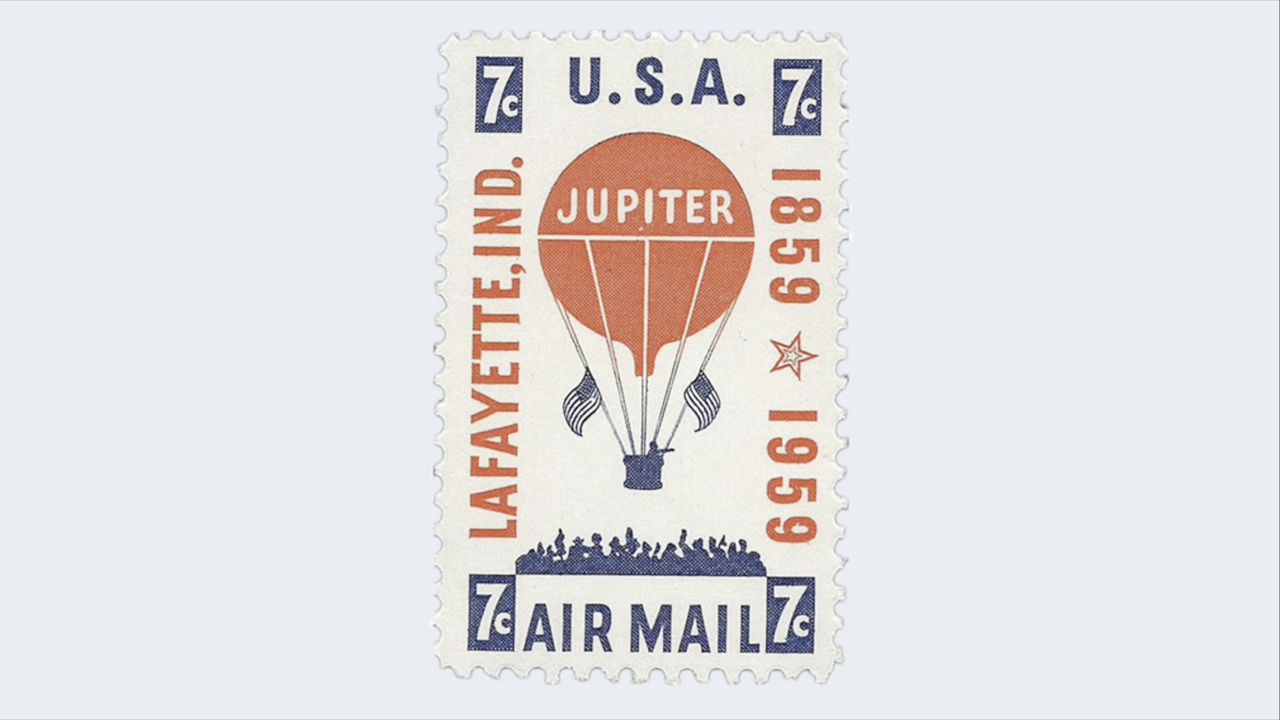 7c
U.S.A.
7c
JUPITER
LAFAYETTE, IND.
1859 ★ 1959
7c
AIR MAIL
7c